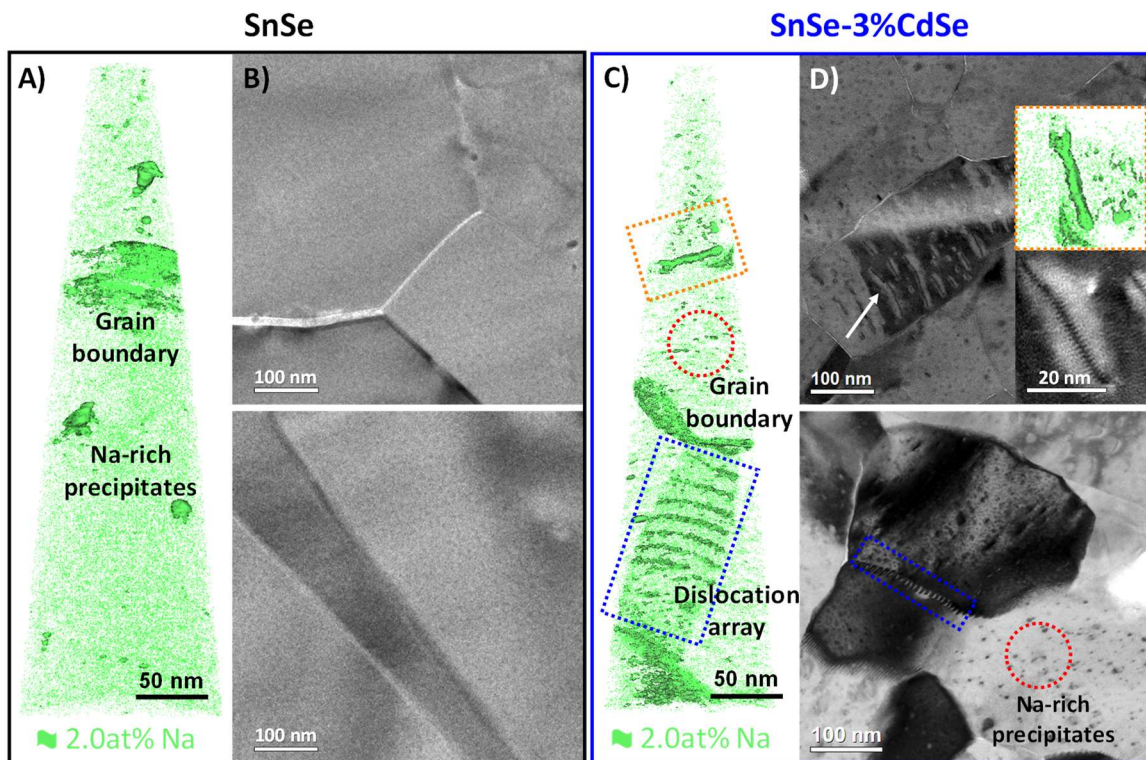 SnSe
SnSe-3%CdSe
A)
B)
C)
D)
Grain
boundary
Na-rich
precipitates
50 nm
2.0at% Na
100 nm
100 nm
Grain
boundary
Dislocation
array
50 nm
2.0at% Na
100 nm
20 nm
Na-rich
precipitates
100 nm